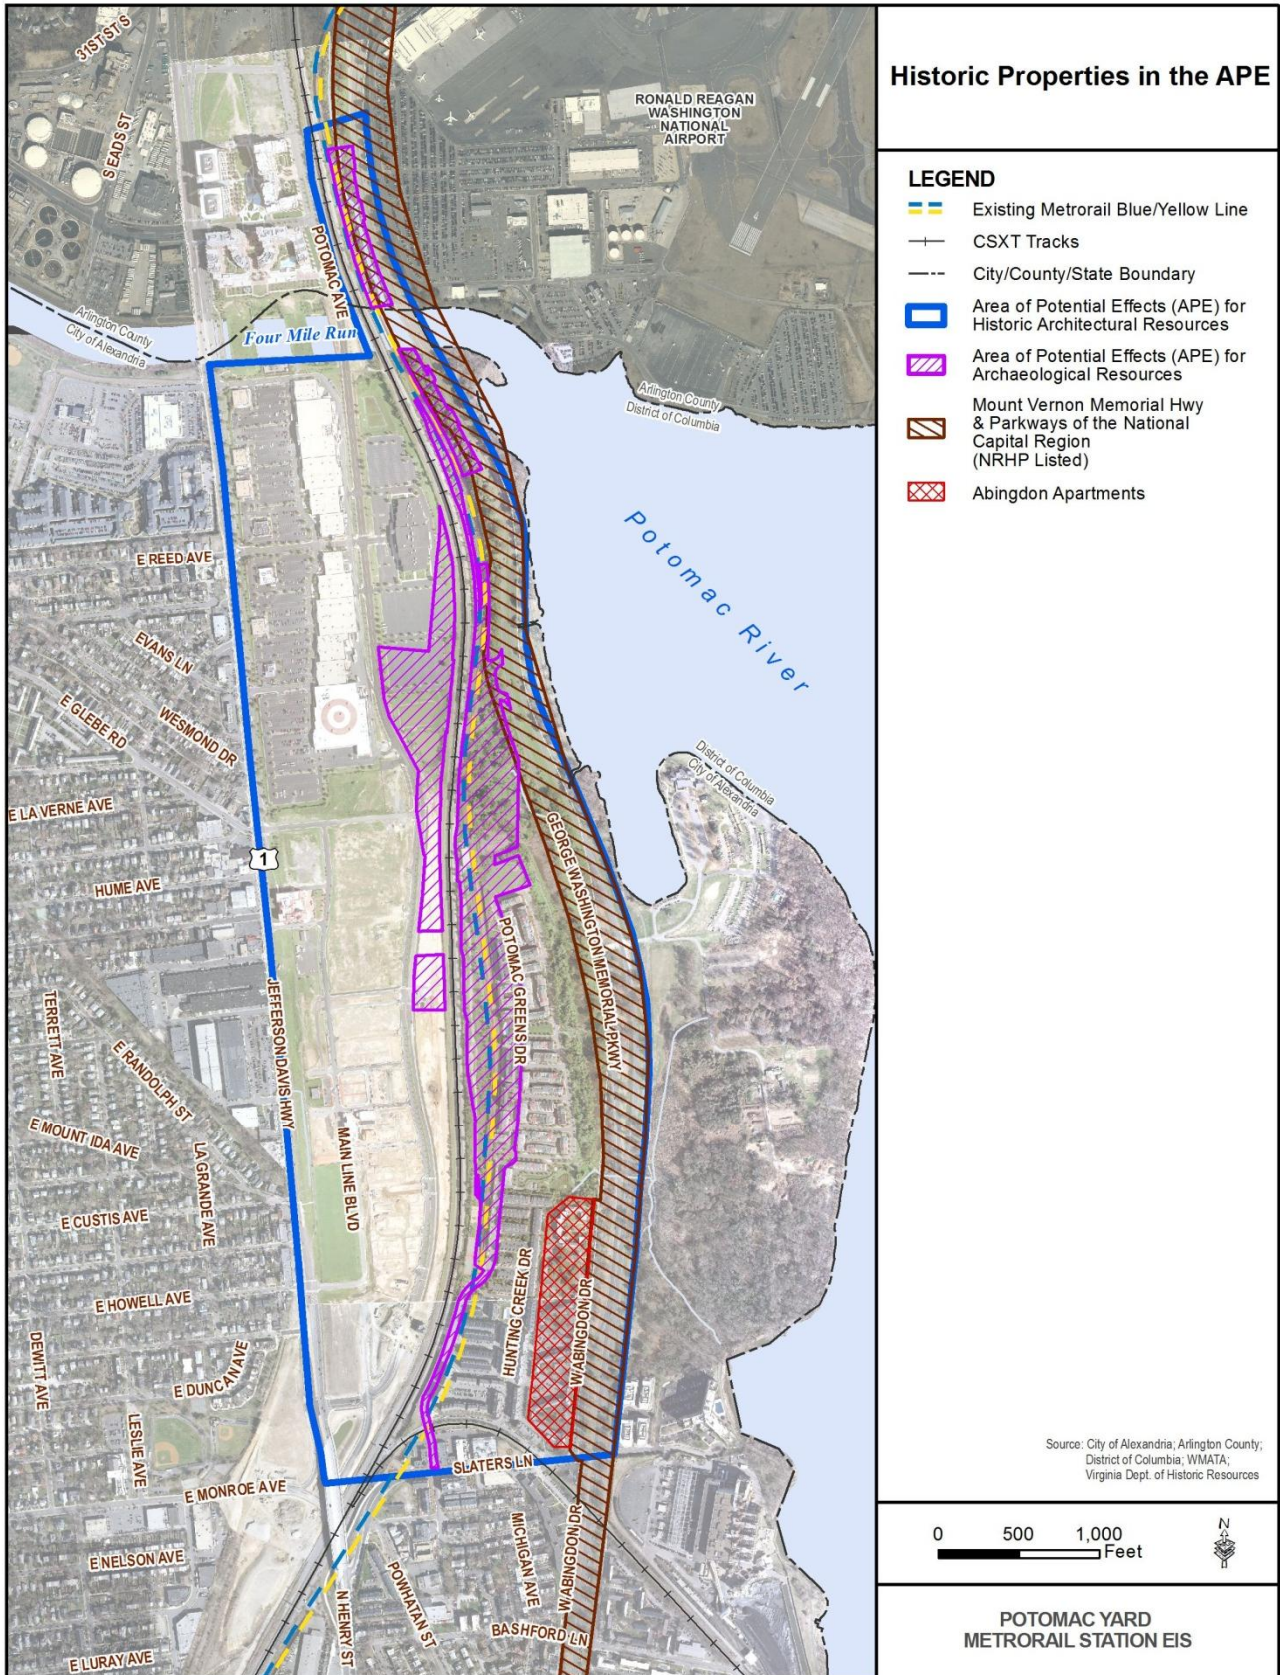 Historic Properties in the APE
LEGEND
Existing Metrorail Blue/Yellow Line
CSXT Tracks
City/County/State Boundary
Area of Potential Effects (APE) for
Historic Architectural Resources
Area of Potential Effects (APE) for
Archaeological Resources
Mount Vernon Memorial Hwy
& Parkways of the National
Capital Region
(NRHP Listed)
Abingdon Apartments
31ST ST S
S EADS ST
RONALD REAGAN
WASHINGTON
NATIONAL
AIRPORT
POTOMAC AVE
Arlington County
City of Alexandria
Four Mile Run
Arlington County
District of Columbia
Potomac River
E REED AVE
EVANS LN
E GLEBE RD
WESMOND DR
District of Columbia
City of Alexandria
E LA VERNE AVE
1
HUME AVE
GEORGE WASHINGTON MEMORIAL PKWY
POTOMAC GREENS DR
JEFFERSON DAVIS HWY
TERRETT AVE
E RANDOLPH ST
E MOUNT IDA AVE
LA GRANDE AVE
MAIN LINE BLVD
E CUSTIS AVE
HUNTING CREEK DR
W ABINGDON DR
E HOWELL AVE
DEWITT AVE
E DUNCAN AVE
LESLIE AVE
SLATERS LN
E MONROE AVE
E NELSON AVE
N HENRY ST
POWHATAN ST
MICHIGAN AVE
W ABINGDON DR
BASHFORD LN
E LURAY AVE
Source: City of Alexandria; Arlington County;
District of Columbia; WMATA;
Virginia Dept. of Historic Resources
0 500 1,000
Feet
N
POTOMAC YARD
METRORAIL STATION EIS